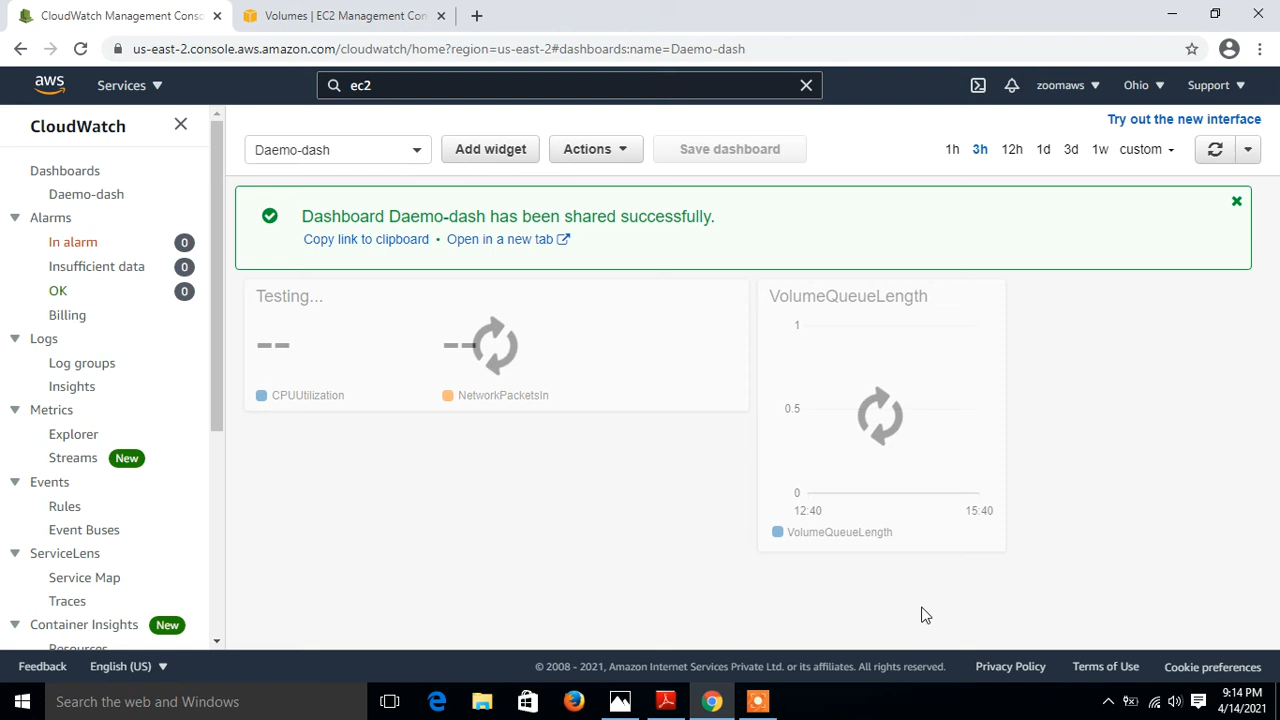 CloudWatch Management Conso
Volumes | EC2 Management Con
us-east-2.console.aws.amazon.com/cloudwatch/home?region=us-east-2#dashboards:name=Daemo-dash
aws
Services
ec2
zoomaws
Ohio
Support
CloudWatch
Dashboards
Daemo-dash
Alarms
In alarm 0
Insufficient data 0
OK 0
Billing
Logs
Log groups
Insights
Metrics
Explorer
Streams New
Events
Rules
Event Buses
ServiceLens
Service Map
Traces
Container Insights New
Resources
Try out the new interface
Daemo-dash
Add widget
Actions
Save dashboard
1h 3h 12h 1d 3d 1w custom
Dashboard Daemo-dash has been shared successfully.
Copy link to clipboard • Open in a new tab
Testing...
-- --
CPUUtilization
NetworkPacketsIn
VolumeQueueLength
1
0.5
0
12:40 15:40
VolumeQueueLength
Feedback
English (US)
© 2008 - 2021, Amazon Internet Services Private Ltd. or its affiliates. All rights reserved.
Privacy Policy
Terms of Use
Cookie preferences
Search the web and Windows
9:14 PM
4/14/2021